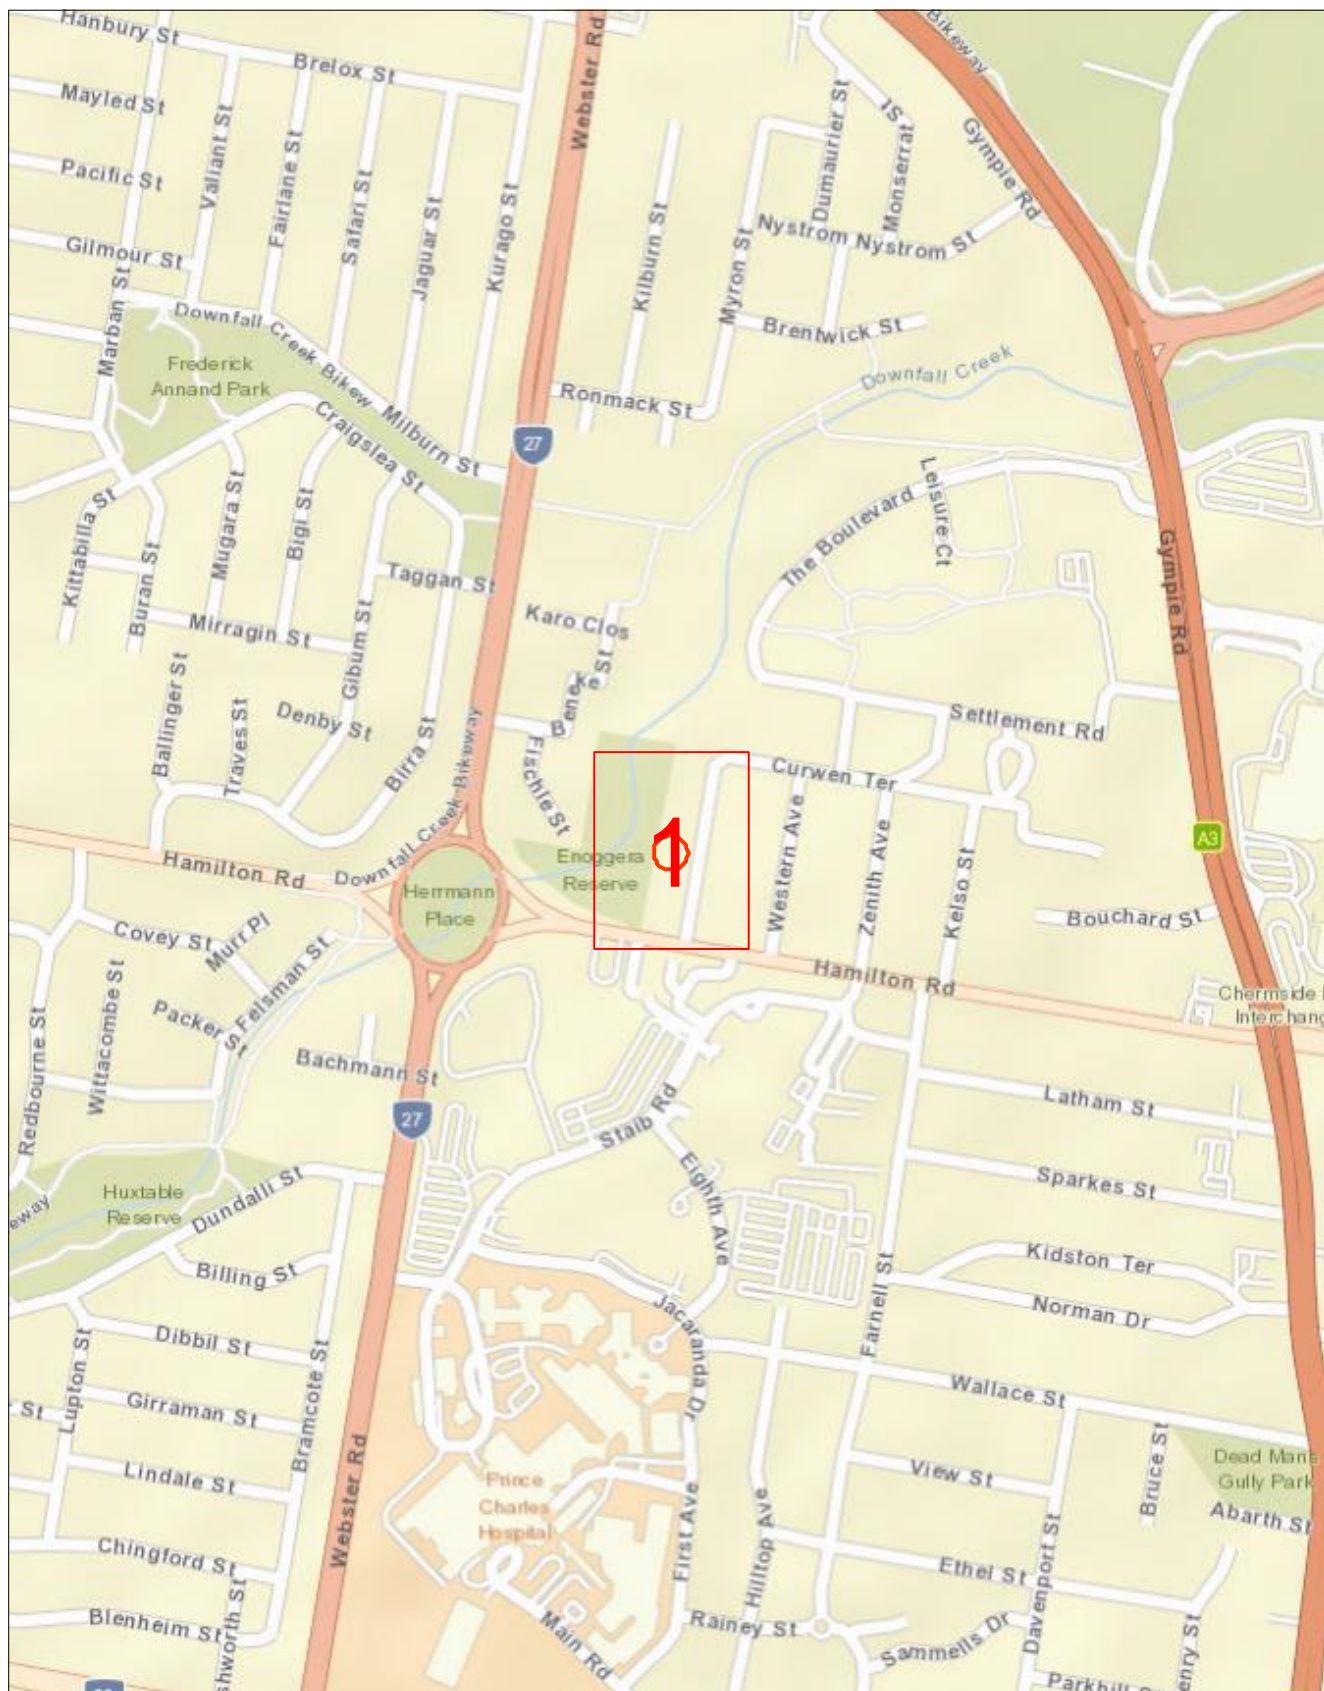 Hanbury St
Brelox St
Webster Rd
Bikeway
Mayled St
Valiant St
Fairlane St
Safari St
Pacific St
Jaguar St
Kurago St
Kilburn St
Myron St
Dumaurier St
Monserrat
St
Gympie Rd
Nystrom
Nystrom St
Gilmour St
Marban St
Downfall Creek Bikew
Brentwick St
Frederick
Annand Park
Downfall Creek
Ronmack St
Craigslea St
Milburn St
27
Leisure Ct
The Boulevard
Kittabilla St
Buran St
Mugara St
Bigi St
Taggan St
Gympie Rd
Karo Clos
Mirragin St
Gibum St
Beneke St
Ballinger St
Traves St
Denby St
Birra St
Downfall Creek Bikeway
Fischle St
Settlement Rd
Curwen Ter
Western Ave
Zenith Ave
Kelso St
A3
1
Enoggera
Reserve
Hamilton Rd
Herrmann
Place
Bouchard St
Covey St
Murr Pl
Felsman St
Hamilton Rd
Wittacombe St
Packer St
Redbourne St
Chermside
Interchang
Bachmann St
27
Staib Rd
Latham St
Eighth Ave
Sparkes St
Huxtable
Reserve
Dundalli St
eway
Billing St
Kidston Ter
Farnell St
Norman Dr
Jacaranda Dr
Dibbil St
Lupton St
Bramcote St
Wallace St
St
Girraman St
Webster Rd
Lindale St
Prince
Charles
Hospital
First Ave
Hilltop Ave
View St
Bruce St
Dead Mans
Gully Park
Abarth St
Chingford St
Ethel St
Davenport St
Blenheim St
shworth St
Main Rd
Rainey St
Sammells Dr
enry St
Parkhill